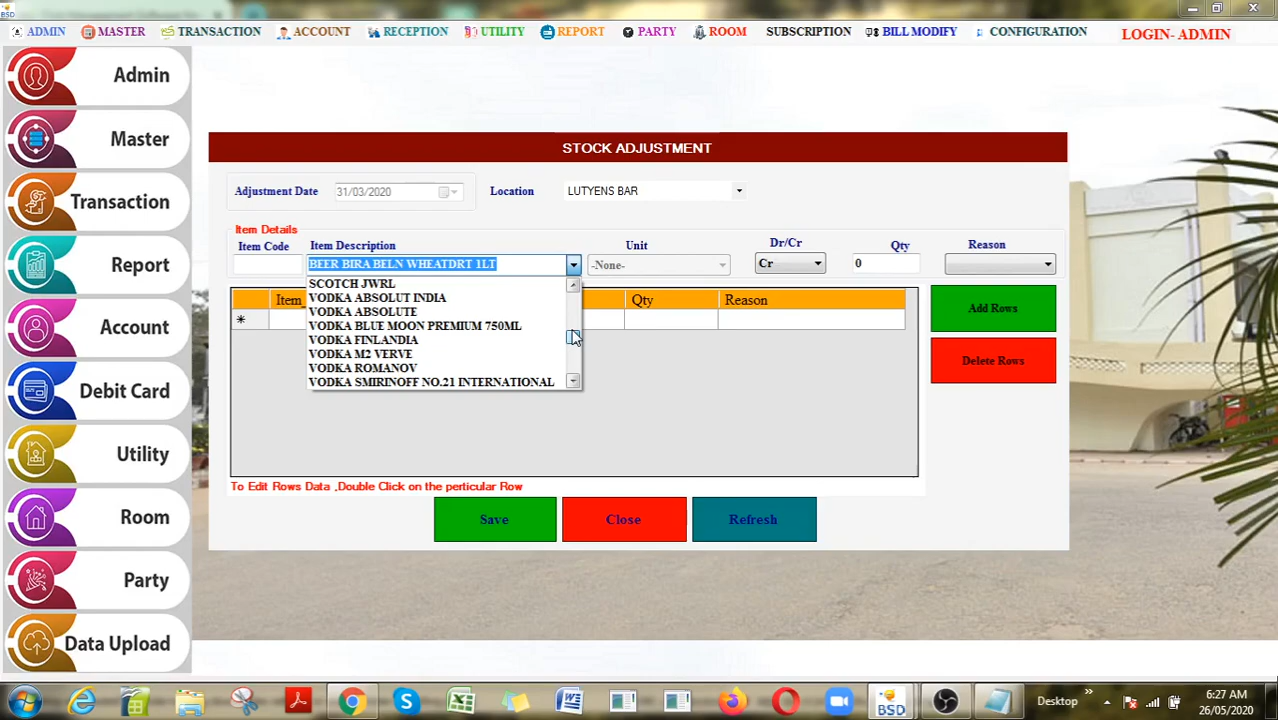 BSD
ADMIN MASTER TRANSACTION ACCOUNT RECEPTION UTILITY REPORT PARTY ROOM SUBSCRIPTION BILL MODIFY CONFIGURATION LOGIN- ADMIN
Admin
Master
Transaction
Report
Account
Debit Card
Utility
Room
Party
Data Upload
STOCK ADJUSTMENT
Adjustment Date 31/03/2020 Location LUTYENS BAR
Item Details
Item Code Item Description Unit Dr/Cr Qty Reason
BEER BIRA BELN WHEATDRT 1LT -None- Cr 0
SCOTCH JWRL
VODKA ABSOLUT INDIA
VODKA ABSOLUTE
VODKA BLUE MOON PREMIUM 750ML
VODKA FINLANDIA
VODKA M2 VERVE
VODKA ROMANOV
VODKA SMIRINOFF NO.21 INTERNATIONAL
Item Qty Reason
*
Add Rows
Delete Rows
To Edit Rows Data ,Double Click on the perticular Row
Save Close Refresh
BSD
Desktop
6:27 AM
26/05/2020